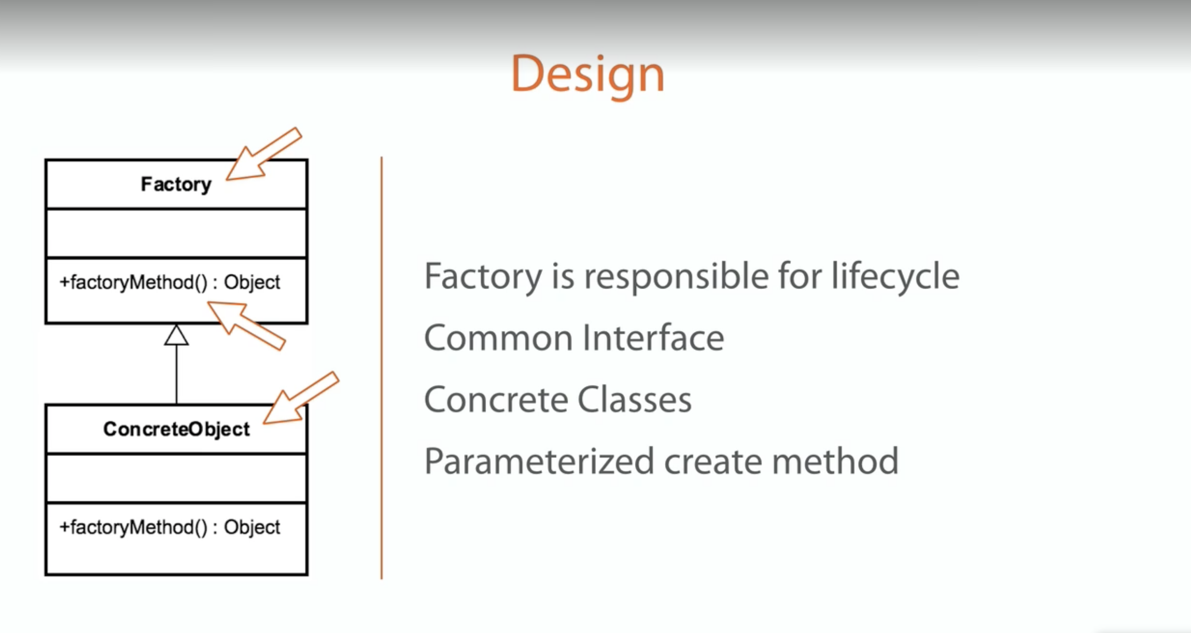 Design
Factory
+factoryMethod() : Object
ConcreteObject
+factoryMethod() : Object
Factory is responsible for lifecycle
Common Interface
Concrete Classes
Parameterized create method